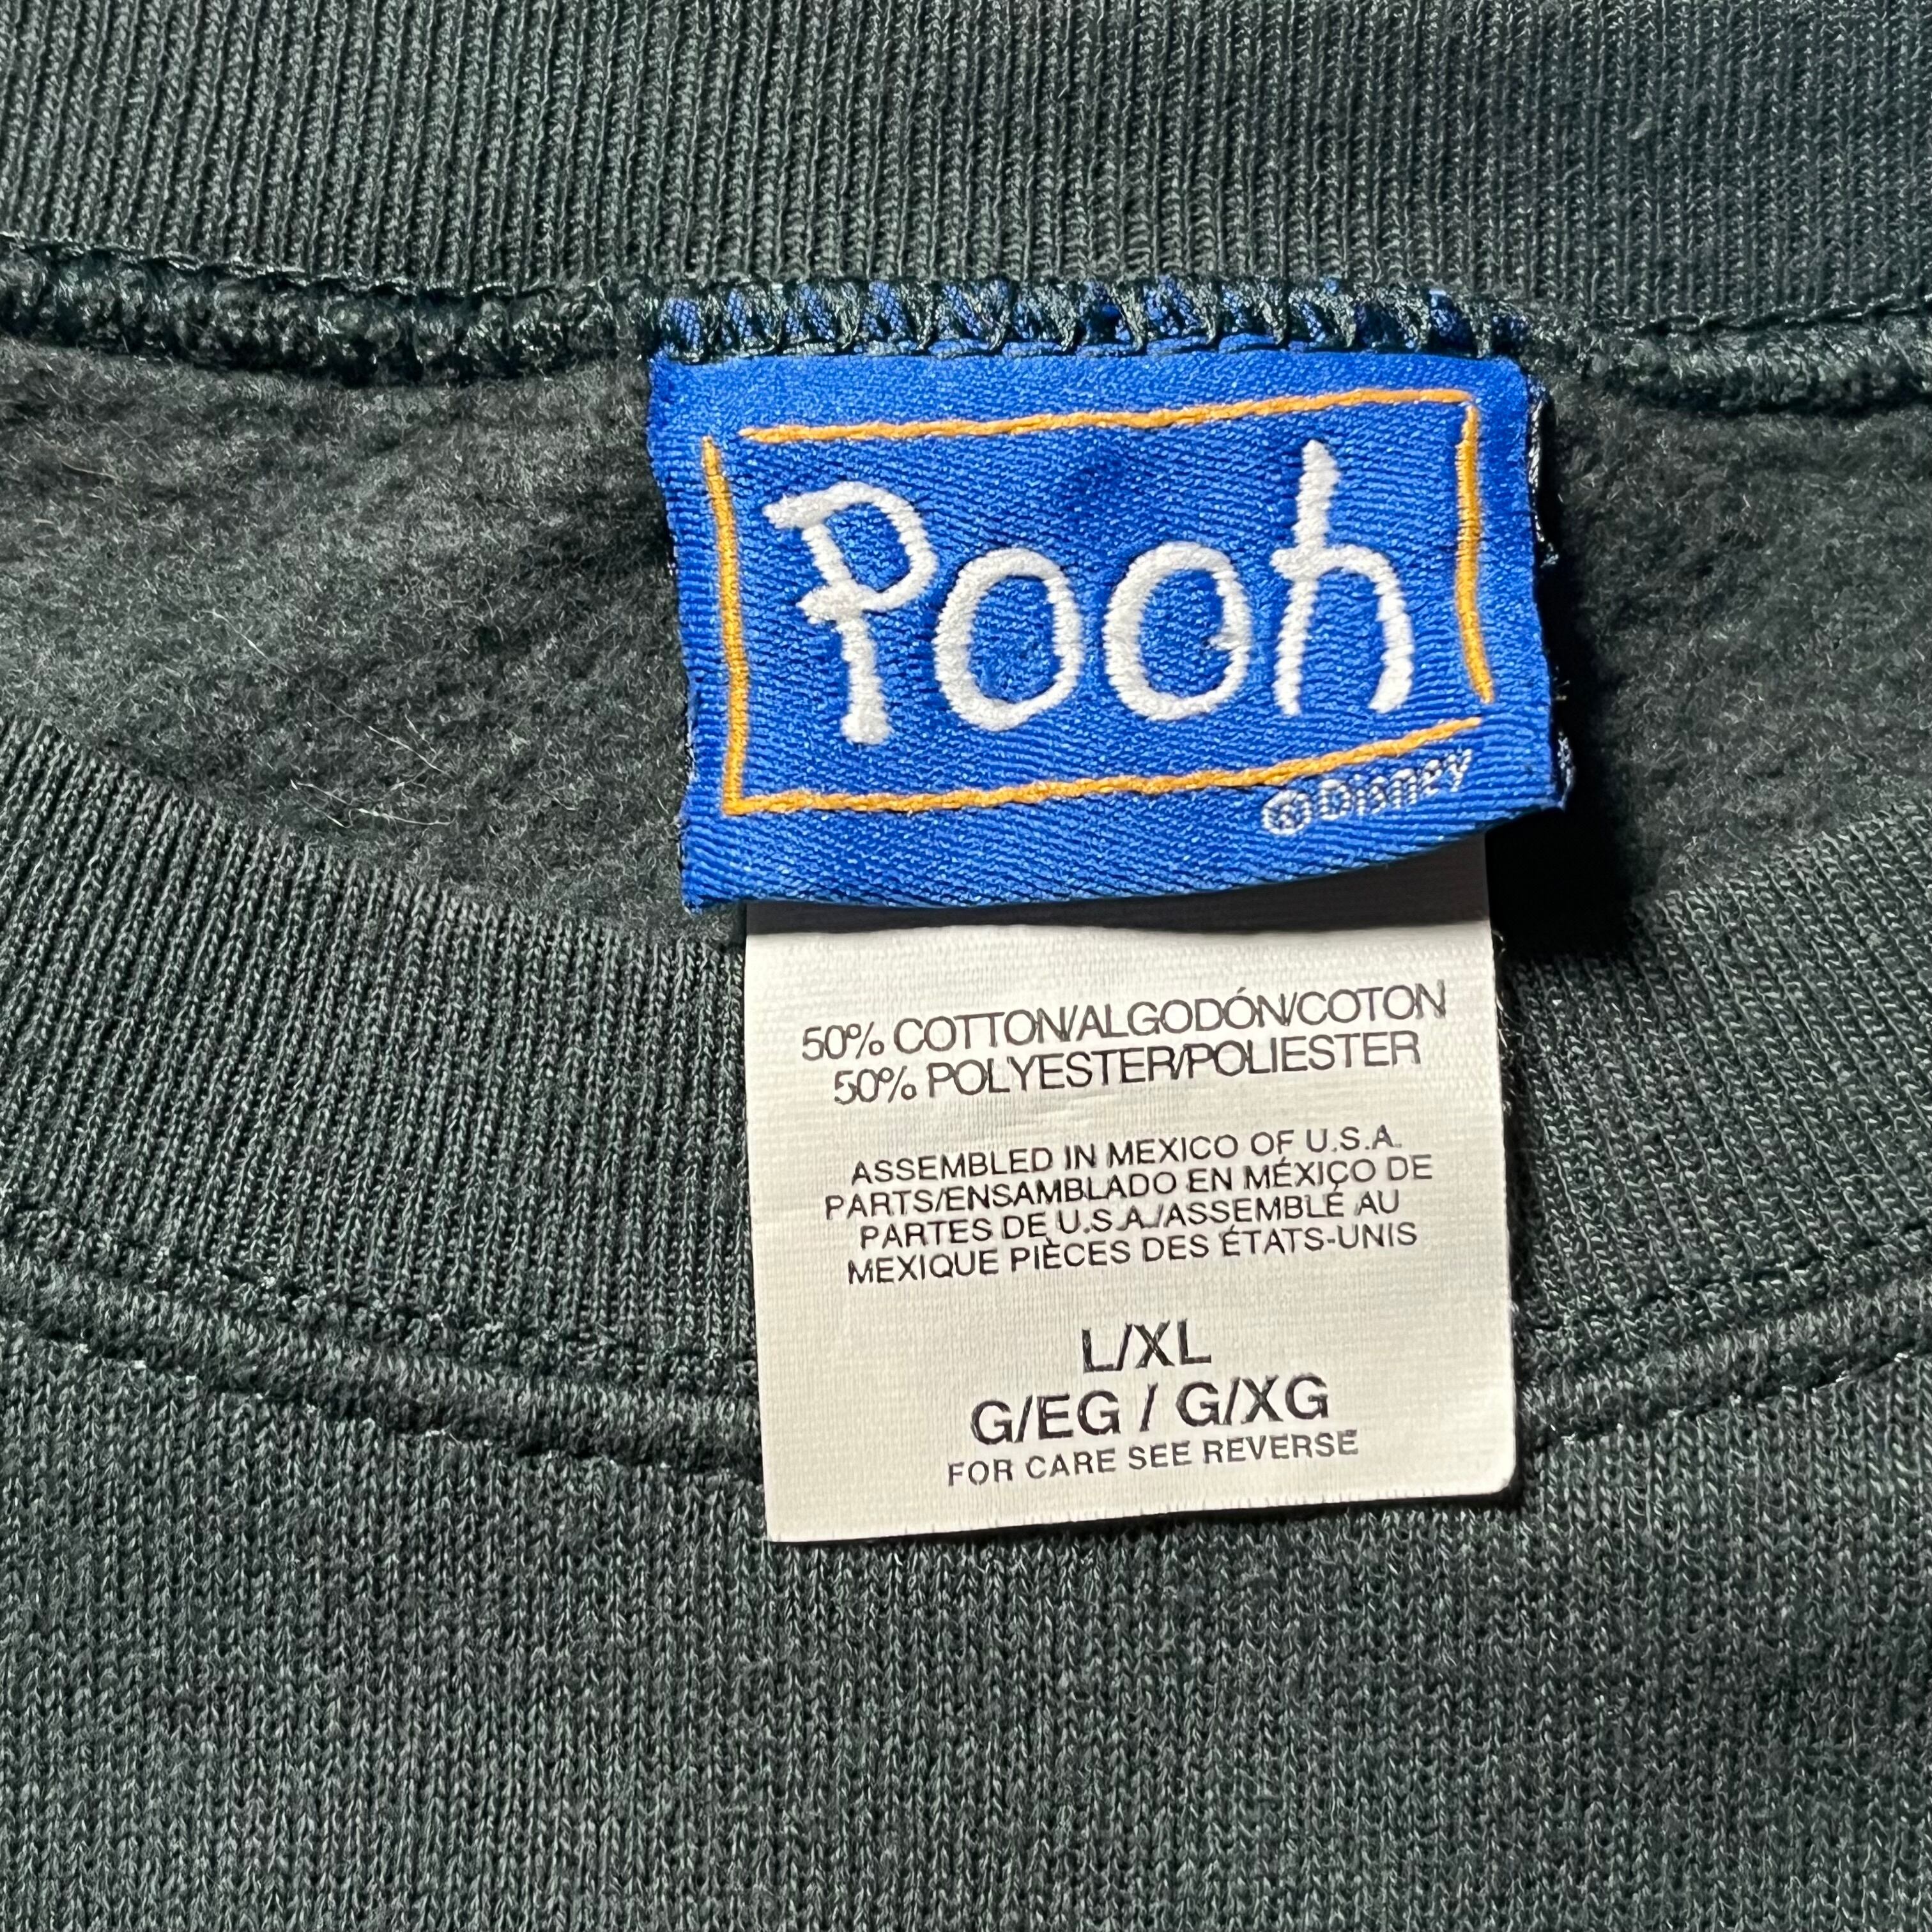 Pooh
© Disney
50% COTTON/ALGODÓN/COTON
50% POLYESTER/POLIESTER
ASSEMBLED IN MEXICO OF U.S.A.
PARTS/ENSAMBLADO EN MÉXICO DE
PARTES DE U.S.A./ASSEMBLÉ AU
MEXIQUE PIÈCES DES ÉTATS-UNIS
L/XL
G/EG / G/XG
FOR CARE SEE REVERSE